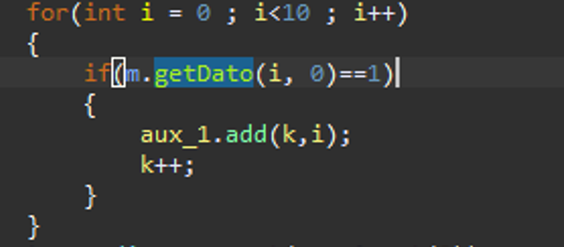 for(int i = 0 ; i<10 ; i++)
{
if(m.getDato(i, 0)==1)
{
aux_1.add(k,i);
k++;
}
}